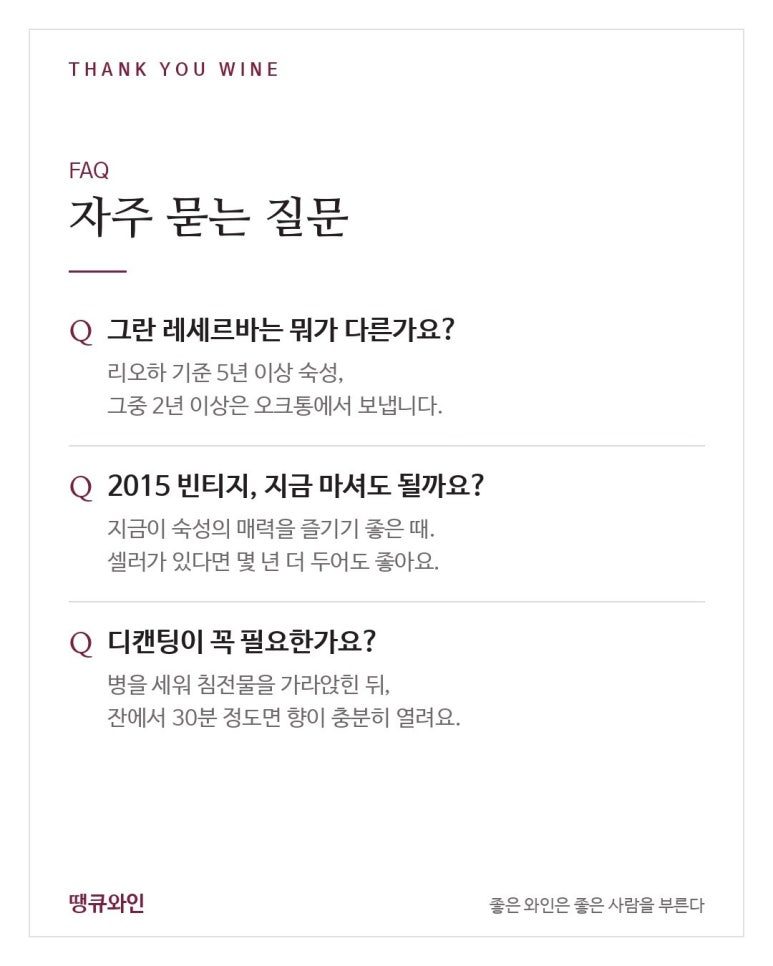 THANK YOU WINE
FAQ
자주 묻는 질문
Q 그란 레세르바는 뭐가 다른가요?
리오하 기준 5년 이상 숙성,
그중 2년 이상은 오크통에서 보냅니다.
Q 2015 빈티지, 지금 마셔도 될까요?
지금이 숙성의 매력을 즐기기 좋은 때.
셀러가 있다면 몇 년 더 두어도 좋아요.
Q 디캔팅이 꼭 필요한가요?
병을 세워 침전물을 가라앉힌 뒤,
잔에서 30분 정도면 향이 충분히 열려요.
땡큐와인
좋은 와인은 좋은 사람을 부른다